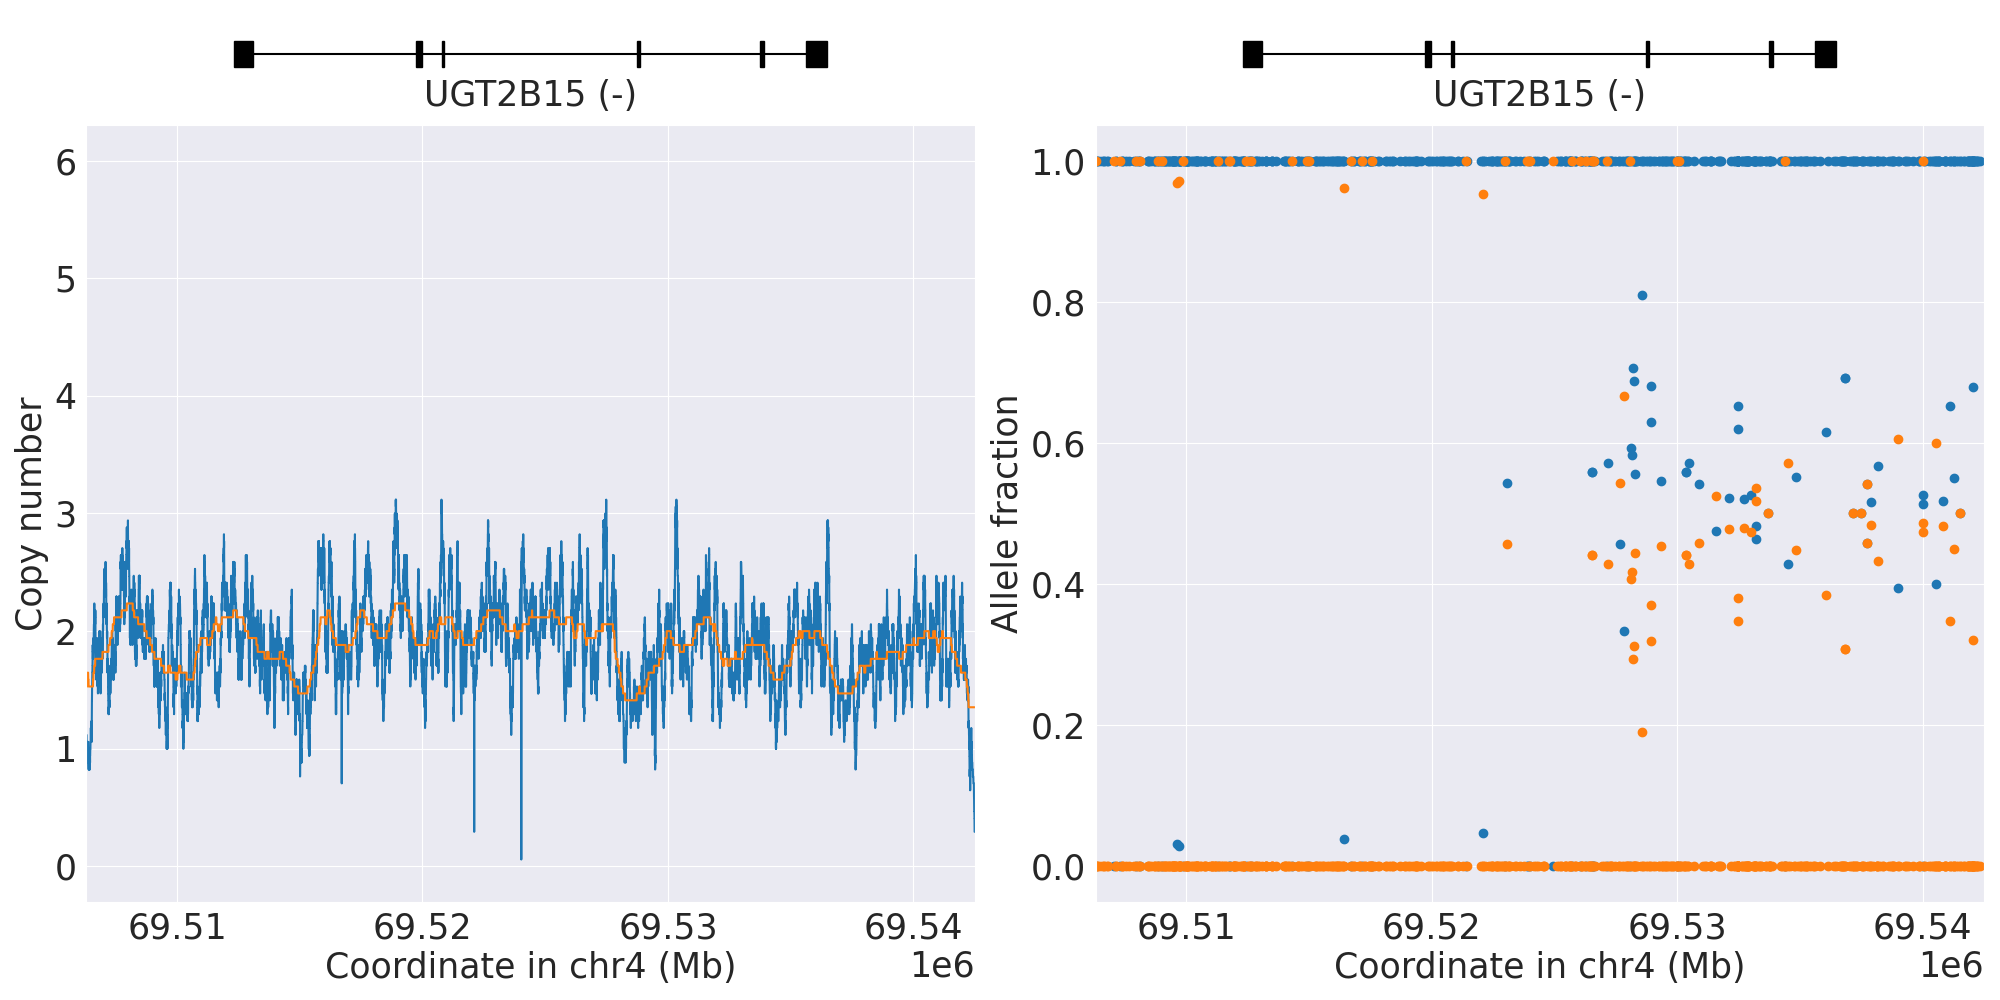 UGT2B15 (-)
UGT2B15 (-)
6
5
4
3
2
1
0
Copy number
69.51 69.52 69.53 69.54
Coordinate in chr4 (Mb)
1e6
1.0
0.8
0.6
0.4
0.2
0.0
Allele fraction
69.51 69.52 69.53 69.54
Coordinate in chr4 (Mb)
1e6